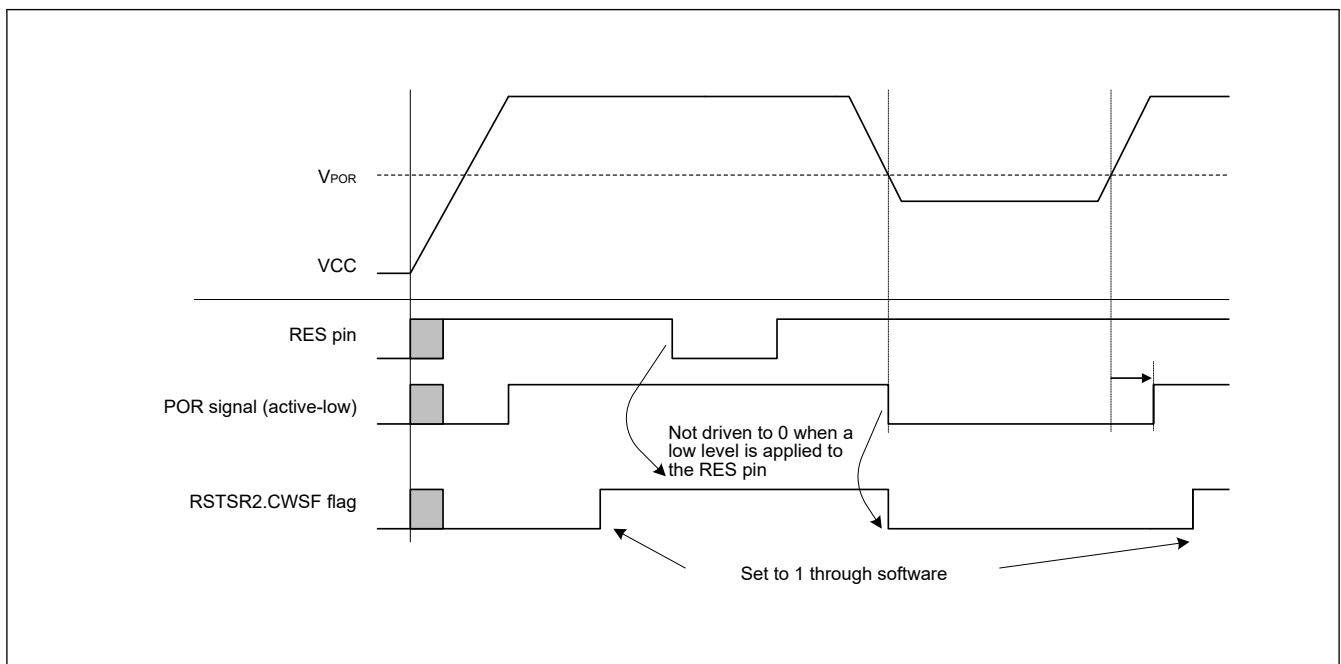 VPOR
VCC
RES pin
POR signal (active-low)
Not driven to 0 when a
low level is applied to
the RES pin
RSTSR2.CWSF flag
Set to 1 through software